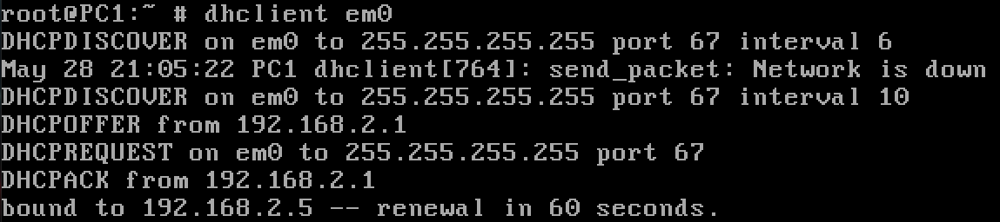 root@PC1:~ # dhclient em0
DHCPDISCOVER on em0 to 255.255.255.255 port 67 interval 6
May 28 21:05:22 PC1 dhclient[764]: send_packet: Network is down
DHCPDISCOVER on em0 to 255.255.255.255 port 67 interval 10
DHCPOFFER from 192.168.2.1
DHCPREQUEST on em0 to 255.255.255.255 port 67
DHCPACK from 192.168.2.1
bound to 192.168.2.5 -- renewal in 60 seconds.